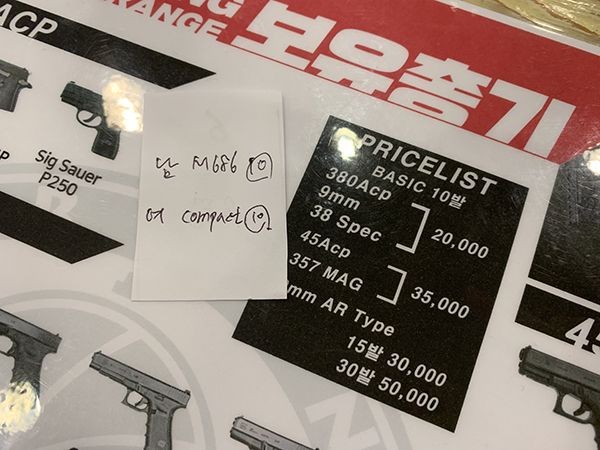 RANGE 보유총기
ACP
Sig Sauer
P250
남 M686 10
여 compact 10
PRICELIST
BASIC 10발
380Acp
9mm
38 Spec
20,000
45Acp
357 MAG
35,000
mm AR Type
15발 30,000
30발 50,000
45